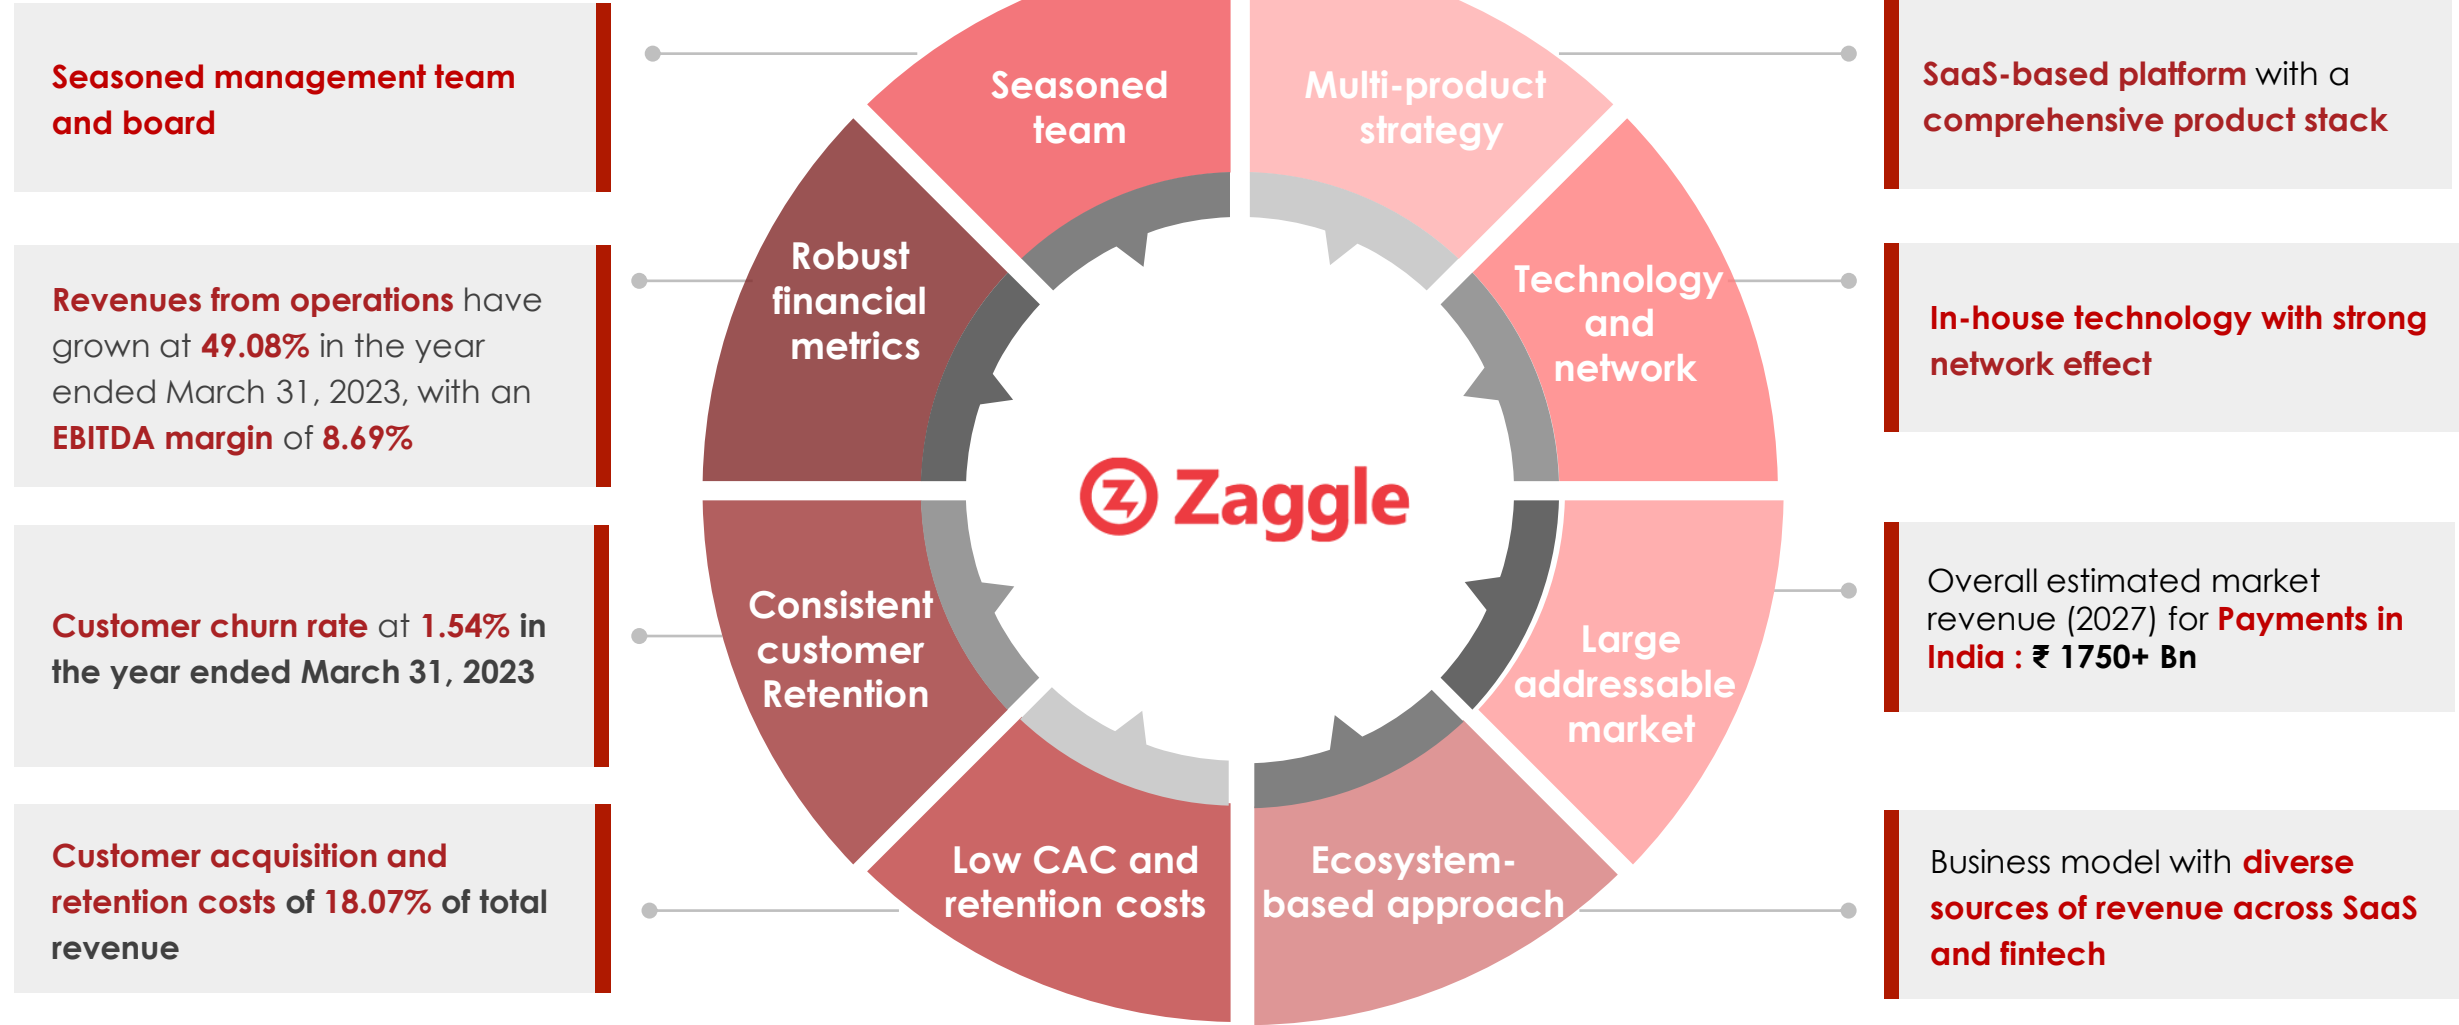 Seasoned management team
and board
Revenues from operations have
grown at 49.08% in the year
ended March 31, 2023, with an
EBITDA margin of 8.69%
Customer churn rate at 1.54% in
the year ended March 31, 2023
Customer acquisition and
retention costs of 18.07% of total
revenue
Seasoned
team
Multi-product
strategy
Robust
financial
metrics
Technology
and
network
Zaggle
Consistent
customer
Retention
Large
addressable
market
Low CAC and
retention costs
Ecosystem-
based approach
SaaS-based platform with a
comprehensive product stack
In-house technology with strong
network effect
Overall estimated market
revenue (2027) for Payments in
India : ₹ 1750+ Bn
Business model with diverse
sources of revenue across SaaS
and fintech